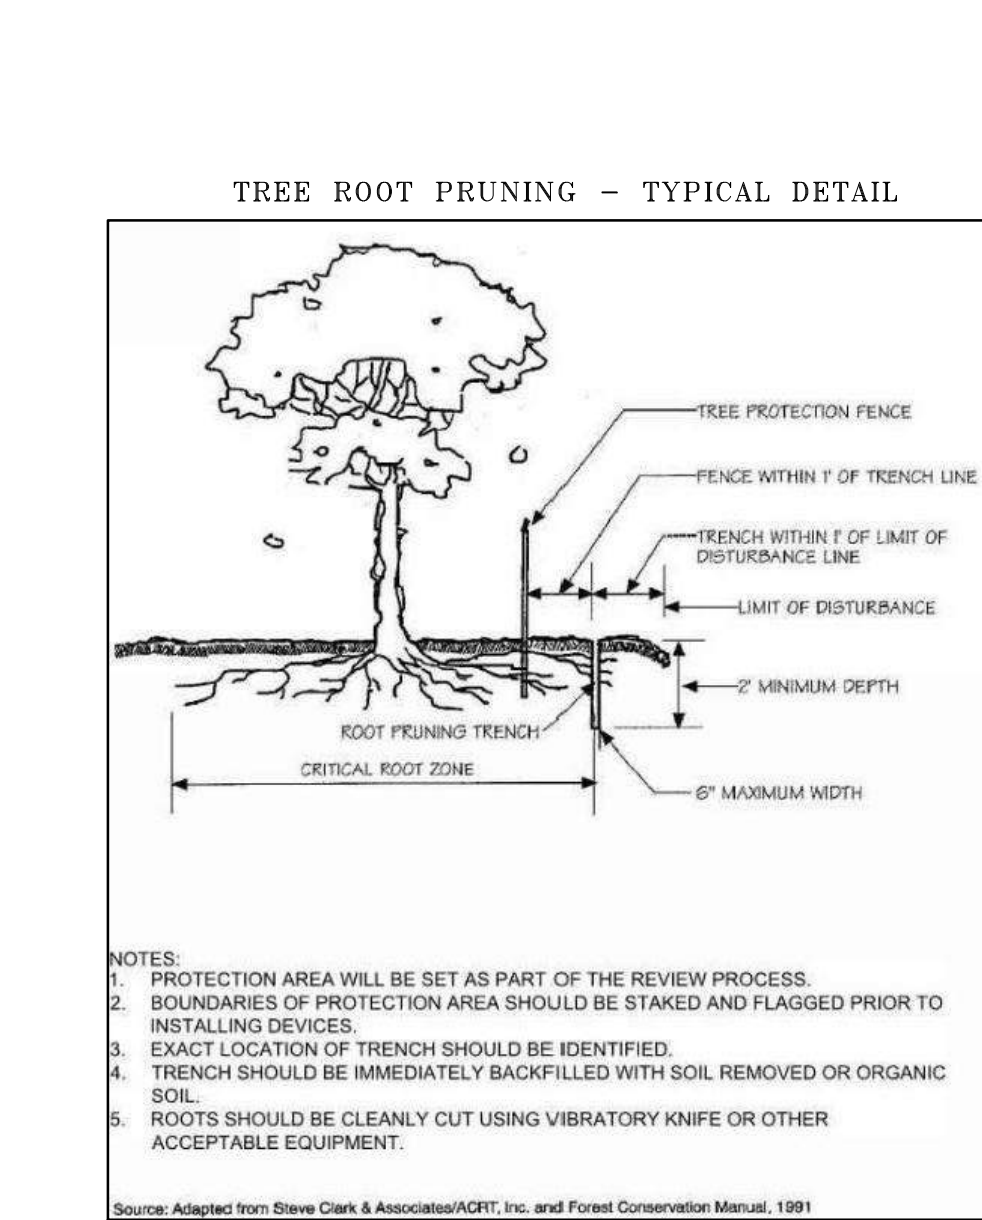 TREE ROOT PRUNING – TYPICAL DETAIL
TREE PROTECTION FENCE
FENCE WITHIN 1' OF TRENCH LINE
TRENCH WITHIN 1' OF LIMIT OF
DISTURBANCE LINE
LIMIT OF DISTURBANCE
2' MINIMUM DEPTH
ROOT PRUNING TRENCH
CRITICAL ROOT ZONE
6" MAXIMUM WIDTH
NOTES:
1. PROTECTION AREA WILL BE SET AS PART OF THE REVIEW PROCESS.
2. BOUNDARIES OF PROTECTION AREA SHOULD BE STAKED AND FLAGGED PRIOR TO
INSTALLING DEVICES.
3. EXACT LOCATION OF TRENCH SHOULD BE IDENTIFIED.
4. TRENCH SHOULD BE IMMEDIATELY BACKFILLED WITH SOIL REMOVED OR ORGANIC
SOIL.
5. ROOTS SHOULD BE CLEANLY CUT USING VIBRATORY KNIFE OR OTHER
ACCEPTABLE EQUIPMENT.
Source: Adapted from Steve Clark & Associates/ACRT, Inc. and Forest Conservation Manual, 1991